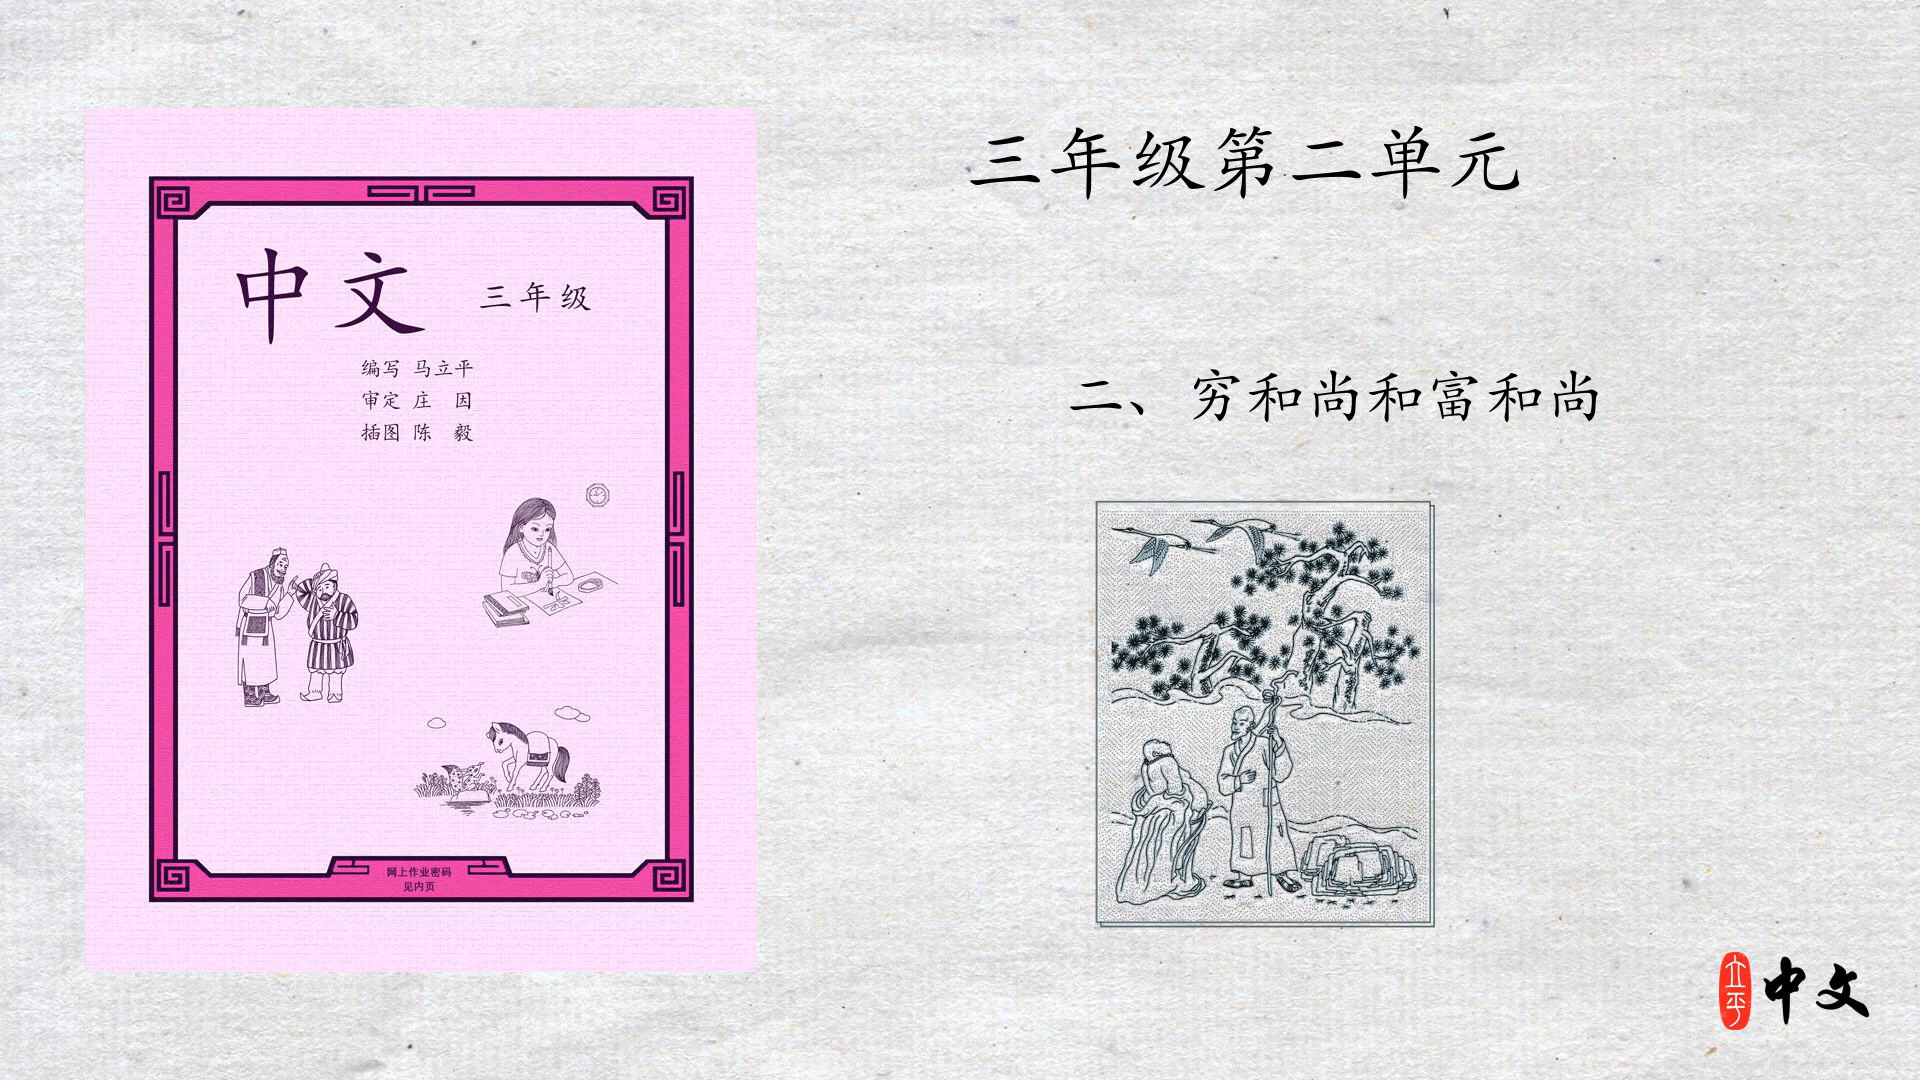 中文 三年级
编写 马立平
审定 庄 因
插图 陈 毅
网上作业密码
见内页
三年级第二单元
二、穷和尚和富和尚
立平 中文